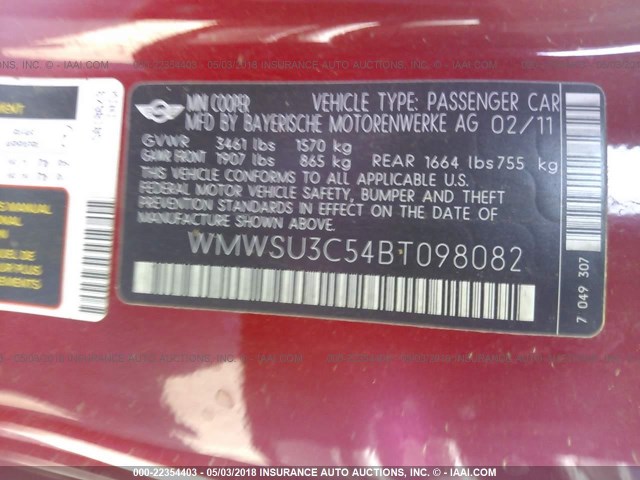 000-22354403 - 05/03/2018 INSURANCE AUTO AUCTIONS, INC. - IAAI.COM
MINI COOPER
VEHICLE TYPE: PASSENGER CAR
MFD BY BAYERISCHE MOTORENWERKE AG 02/11
GVWR 3461 lbs 1570 kg
GAWR FRONT 1907 lbs 865 kg REAR 1664 lbs 755 kg
THIS VEHICLE CONFORMS TO ALL APPLICABLE U.S.
FEDERAL MOTOR VEHICLE SAFETY, BUMPER AND THEFT
PREVENTION STANDARDS IN EFFECT ON THE DATE OF
MANUFACTURE SHOWN ABOVE.
WMWSU3C54BT098082
7 049 307
MANUAL
000-22354403 - 05/03/2018 INSURANCE AUTO AUCTIONS, INC. - IAAI.COM